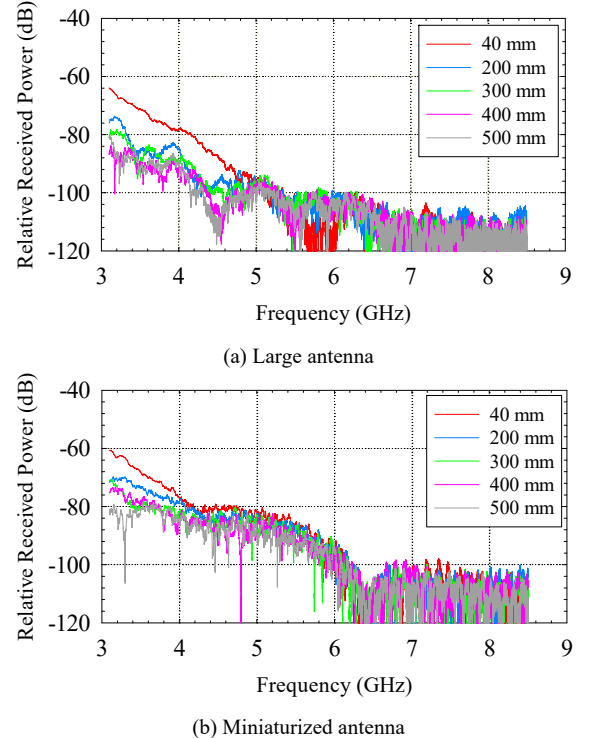 Relative Received Power (dB)
-40
-60
-80
-100
-120
40 mm
200 mm
300 mm
400 mm
500 mm
3 4 5 6 7 8 9
Frequency (GHz)
(a) Large antenna
Relative Received Power (dB)
-40
-60
-80
-100
-120
40 mm
200 mm
300 mm
400 mm
500 mm
3 4 5 6 7 8 9
Frequency (GHz)
(b) Miniaturized antenna